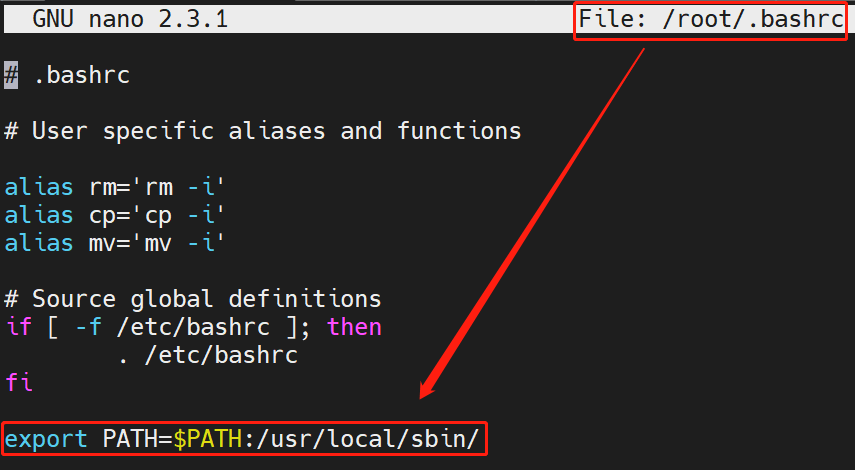 GNU nano 2.3.1 File: /root/.bashrc
# .bashrc
# User specific aliases and functions
alias rm='rm -i'
alias cp='cp -i'
alias mv='mv -i'
# Source global definitions
if [ -f /etc/bashrc ]; then
. /etc/bashrc
fi
export PATH=$PATH:/usr/local/sbin/